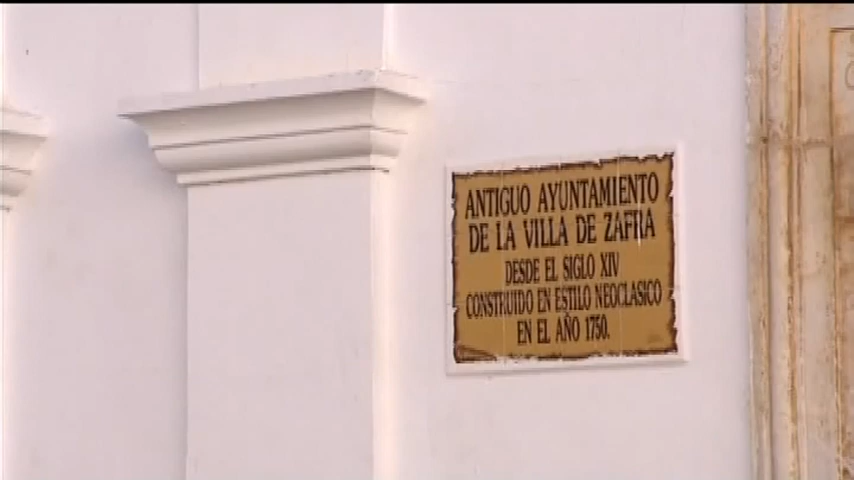 ANTIGUO AYUNTAMIENTO
DE LA VILLA DE ZAFRA
DESDE EL SIGLO XIV
CONSTRUIDO EN ESTILO NEOCLASICO
EN EL AÑO 1750.